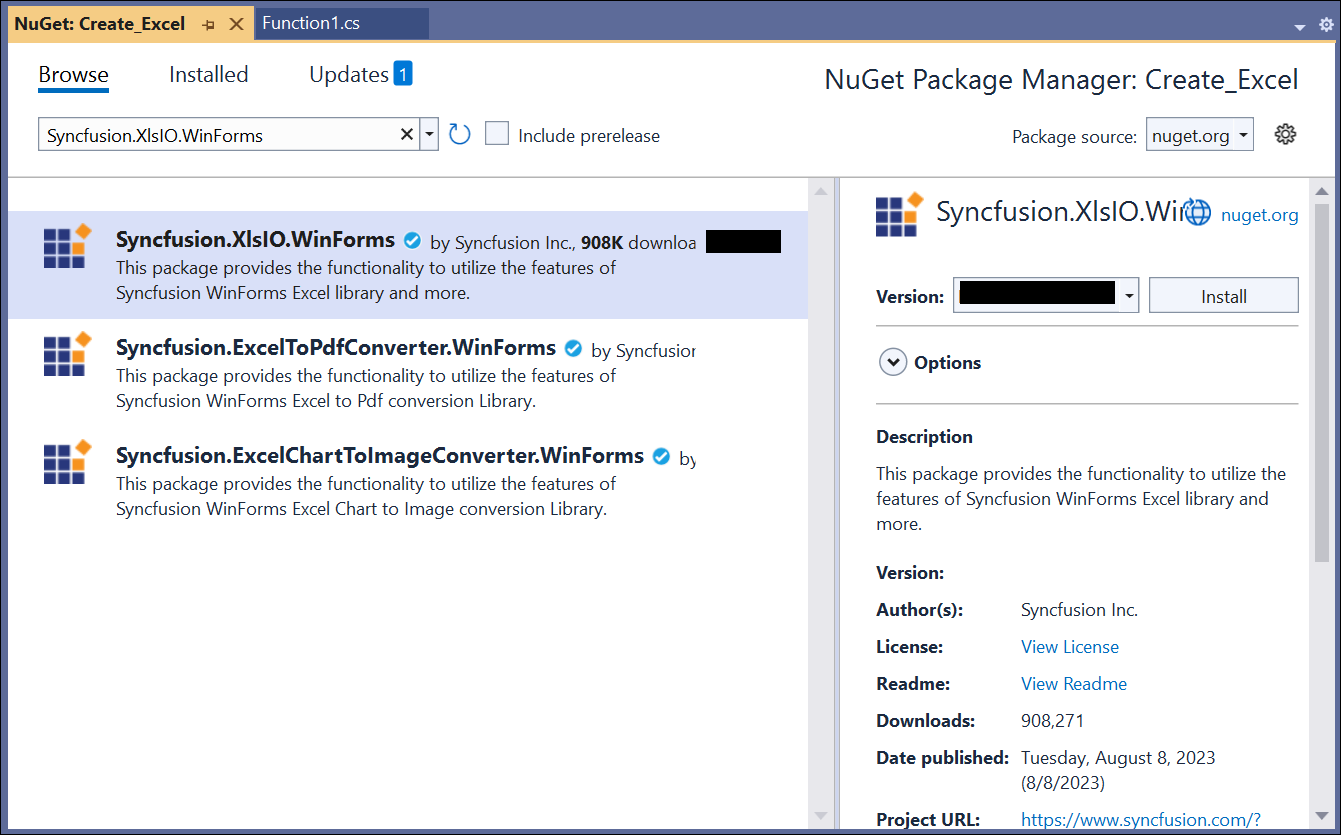 NuGet: Create_Excel
Function1.cs
Browse
Installed
Updates 1
NuGet Package Manager: Create_Excel
Syncfusion.XlsIO.WinForms
Include prerelease
Package source: nuget.org
Syncfusion.XlsIO.WinForms by Syncfusion Inc., 908K downloa
This package provides the functionality to utilize the features of
Syncfusion WinForms Excel library and more.
Syncfusion.ExcelToPdfConverter.WinForms by Syncfusion
This package provides the functionality to utilize the features of
Syncfusion WinForms Excel to Pdf conversion Library.
Syncfusion.ExcelChartToImageConverter.WinForms by
This package provides the functionality to utilize the features of
Syncfusion WinForms Excel Chart to Image conversion Library.
Syncfusion.XlsIO.Win
nuget.org
Version:
Install
Options
Description
This package provides the functionality to utilize the
features of Syncfusion WinForms Excel library and
more.
Version:
Author(s): Syncfusion Inc.
License: View License
Readme: View Readme
Downloads: 908,271
Date published: Tuesday, August 8, 2023
(8/8/2023)
Project URL: https://www.syncfusion.com/?